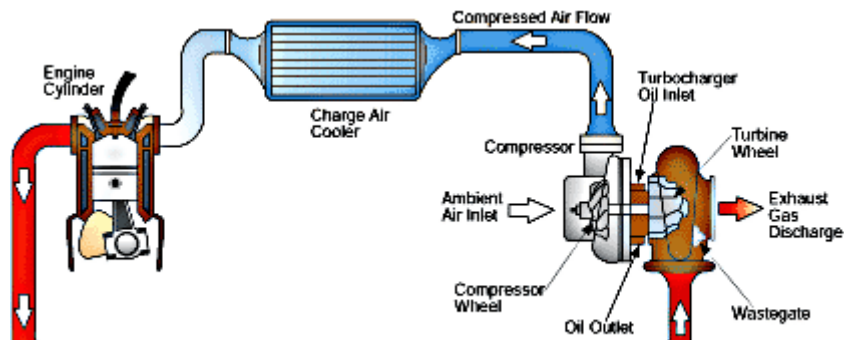 Compressed Air Flow
Engine
Cylinder
Charge Air
Cooler
Turbocharger
Oil Inlet
Turbine
Wheel
Compressor
Ambient
Air Inlet
Exhaust
Gas
Discharge
Compressor
Wheel
Oil Outlet
Wastegate